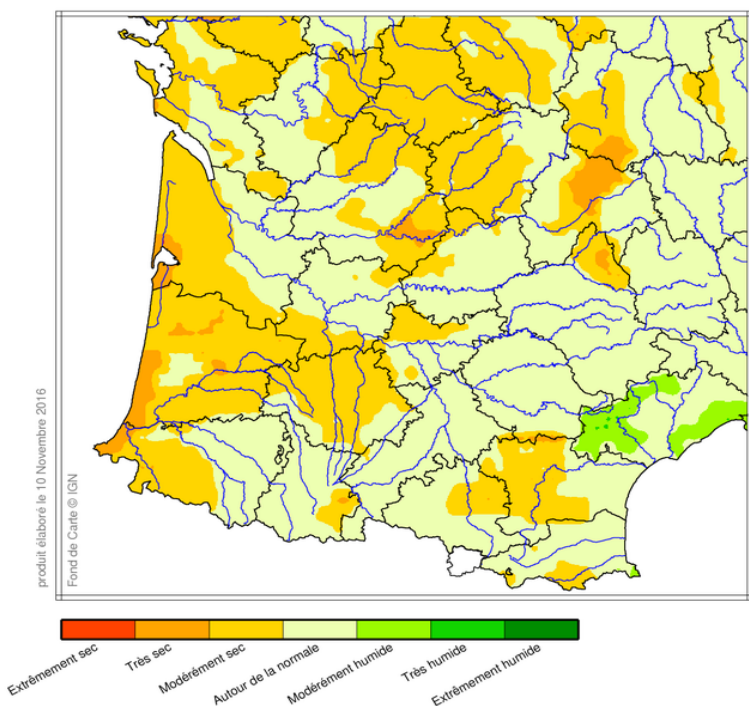 produit élaboré le 10 Novembre 2016
Fond de Carte © IGN
Extrêmement sec
Très sec
Modérément sec
Autour de la normale
Modérément humide
Très humide
Extrêmement humide